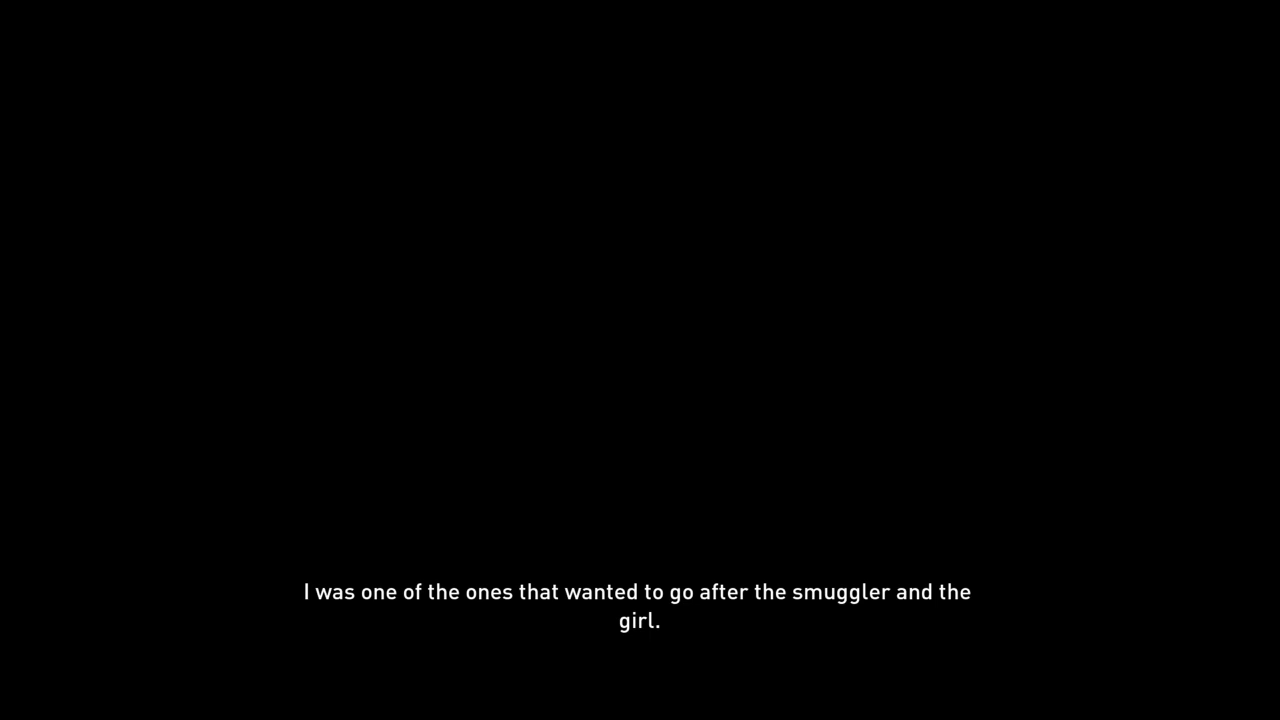 I was one of the ones that wanted to go after the smuggler and the
girl.